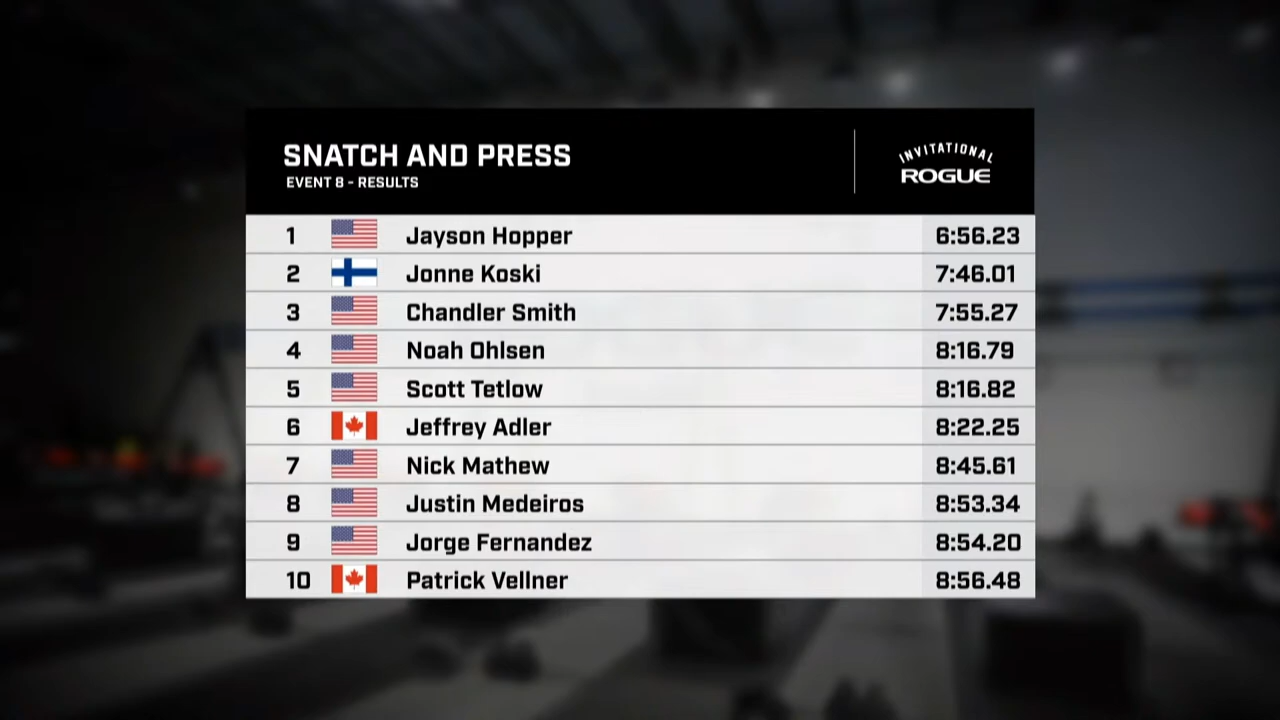 SNATCH AND PRESS
EVENT 8 - RESULTS
INVITATIONAL
ROGUE
1 Jayson Hopper 6:56.23
2 Jonne Koski 7:46.01
3 Chandler Smith 7:55.27
4 Noah Ohlsen 8:16.79
5 Scott Tetlow 8:16.82
6 Jeffrey Adler 8:22.25
7 Nick Mathew 8:45.61
8 Justin Medeiros 8:53.34
9 Jorge Fernandez 8:54.20
10 Patrick Vellner 8:56.48